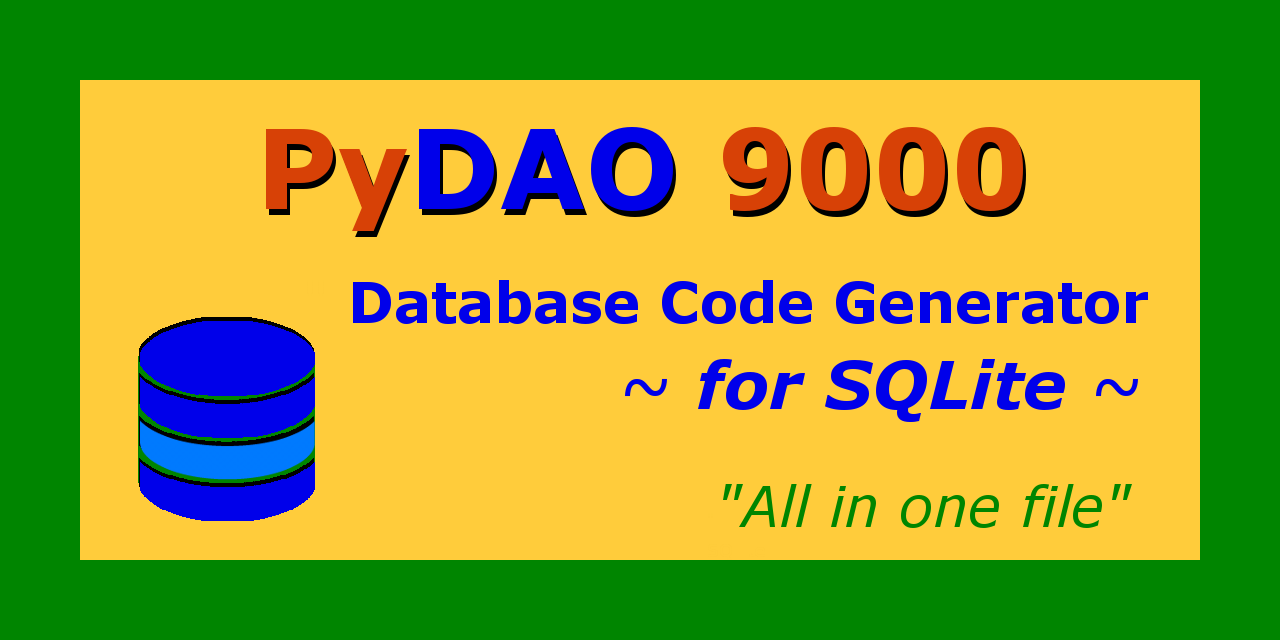 PyDAO 9000
Database Code Generator
~ for SQLite ~
"All in one file"